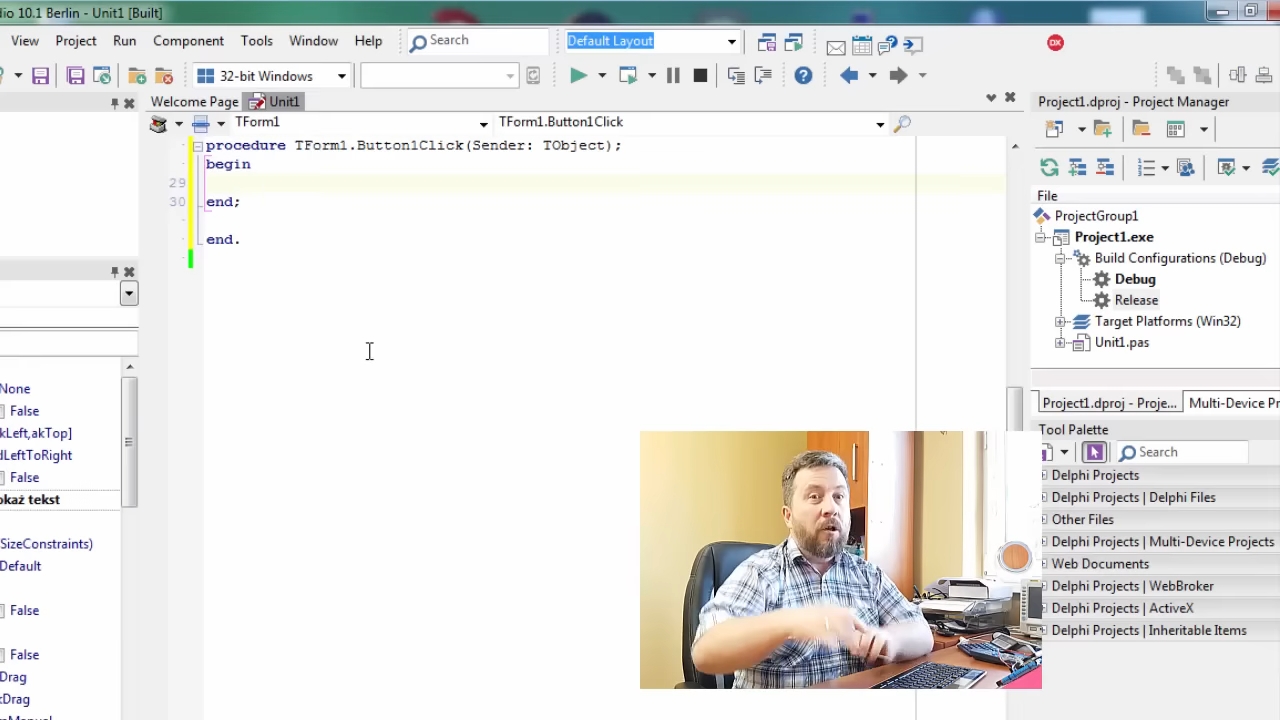 dio 10.1 Berlin - Unit1 [Built]
View Project Run Component Tools Window Help Search Default Layout
32-bit Windows
Welcome Page Unit1
TForm1 TForm1.Button1Click
procedure TForm1.Button1Click(Sender: TObject);
begin
29
30 end;
end.
None
False
kLeft,akTop]
dLeftToRight
False
okaż tekst
SizeConstraints)
Default
False
False
rDrag
kDrag
Project1.dproj - Project Manager
File
ProjectGroup1
Project1.exe
Build Configurations (Debug)
Debug
Release
Target Platforms (Win32)
Unit1.pas
Project1.dproj - Proje... Multi-Device Pr
Tool Palette
Search
Delphi Projects
Delphi Projects | Delphi Files
Other Files
Delphi Projects | Multi-Device Projects
Web Documents
Delphi Projects | WebBroker
Delphi Projects | ActiveX
Delphi Projects | Inheritable Items